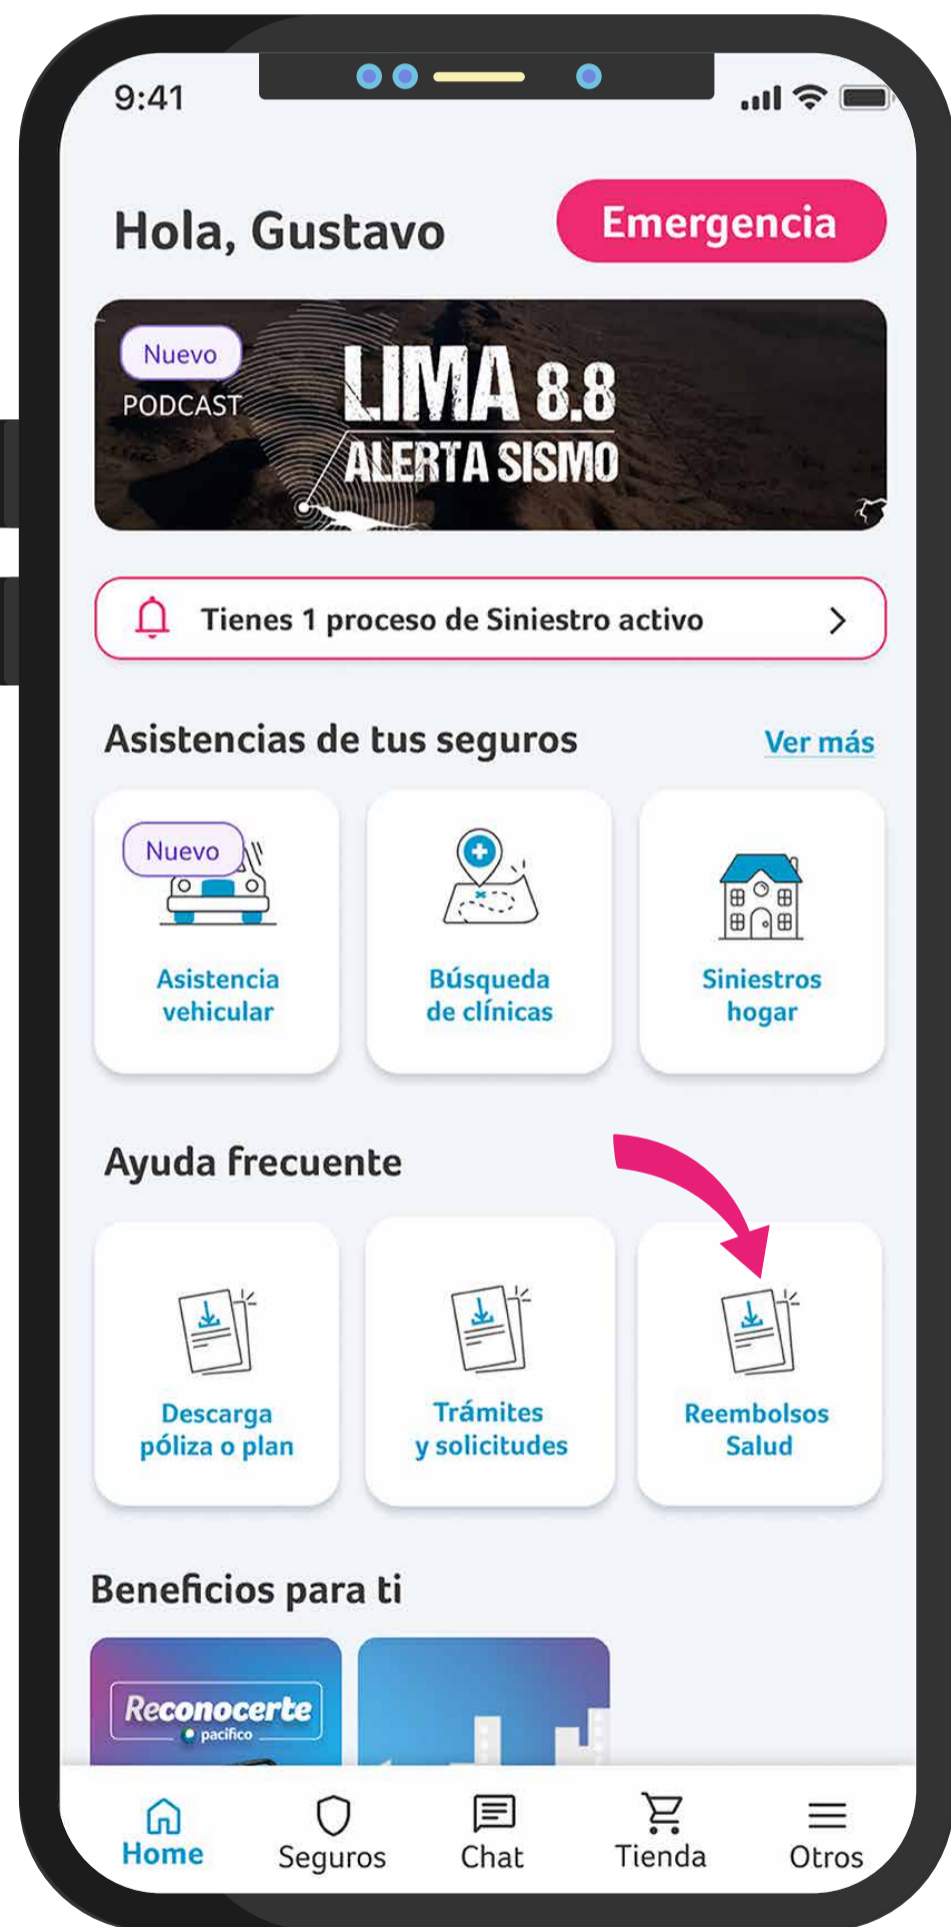 9:41
Hola, Gustavo
Emergencia
Nuevo
PODCAST
LIMA 8.8
ALERTA SISMO
Tienes 1 proceso de Siniestro activo
Asistencias de tus seguros
Ver más
Nuevo
Asistencia
vehicular
Búsqueda
de clínicas
Siniestros
hogar
Ayuda frecuente
Descarga
póliza o plan
Trámites
y solicitudes
Reembolsos
Salud
Beneficios para ti
Reconocerte
pacífico
Home
Seguros
Chat
Tienda
Otros